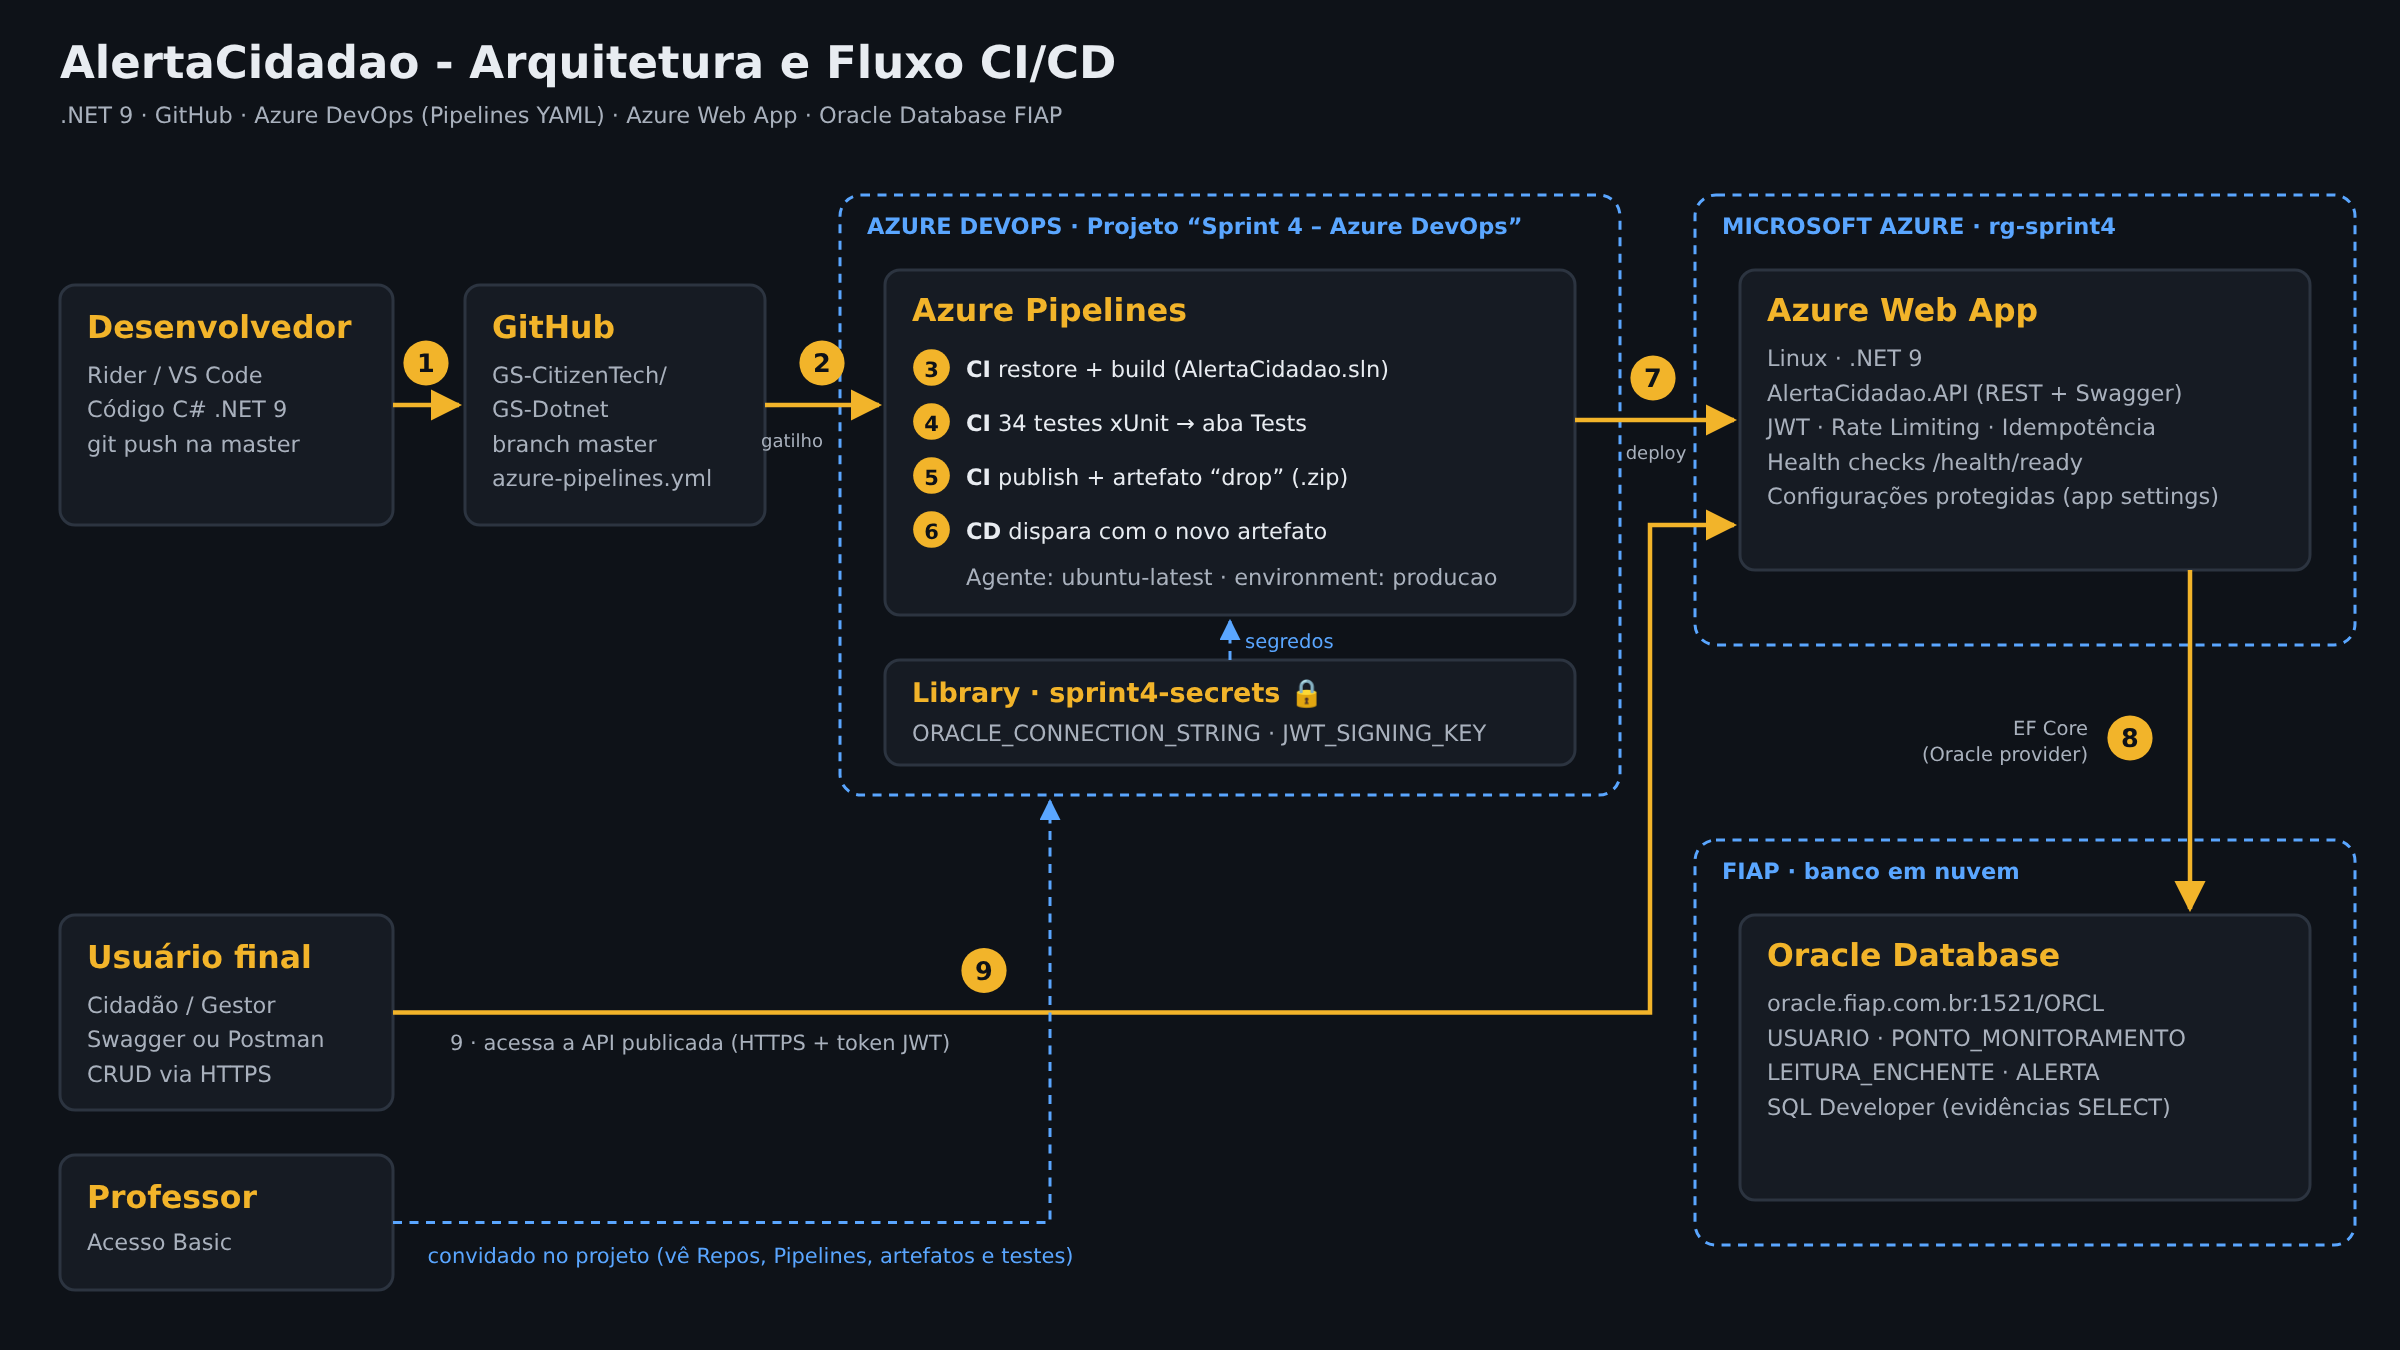 AlertaCidadao - Arquitetura e Fluxo CI/CD
.NET 9 · GitHub · Azure DevOps (Pipelines YAML) · Azure Web App · Oracle Database FIAP
Desenvolvedor
Rider / VS Code
Código C# .NET 9
git push na master
1
GitHub
GS-CitizenTech/
GS-Dotnet
branch master
azure-pipelines.yml
2
gatilho
AZURE DEVOPS · Projeto “Sprint 4 – Azure DevOps”
Azure Pipelines
3 CI restore + build (AlertaCidadao.sln)
4 CI 34 testes xUnit → aba Tests
5 CI publish + artefato “drop” (.zip)
6 CD dispara com o novo artefato
Agente: ubuntu-latest · environment: producao
segredos
Library · sprint4-secrets 🔒
ORACLE_CONNECTION_STRING · JWT_SIGNING_KEY
7
deploy
MICROSOFT AZURE · rg-sprint4
Azure Web App
Linux · .NET 9
AlertaCidadao.API (REST + Swagger)
JWT · Rate Limiting · Idempotência
Health checks /health/ready
Configurações protegidas (app settings)
EF Core
(Oracle provider)
8
FIAP · banco em nuvem
Oracle Database
oracle.fiap.com.br:1521/ORCL
USUARIO · PONTO_MONITORAMENTO
LEITURA_ENCHENTE · ALERTA
SQL Developer (evidências SELECT)
Usuário final
Cidadão / Gestor
Swagger ou Postman
CRUD via HTTPS
9
9 · acessa a API publicada (HTTPS + token JWT)
Professor
Acesso Basic
convidado no projeto (vê Repos, Pipelines, artefatos e testes)